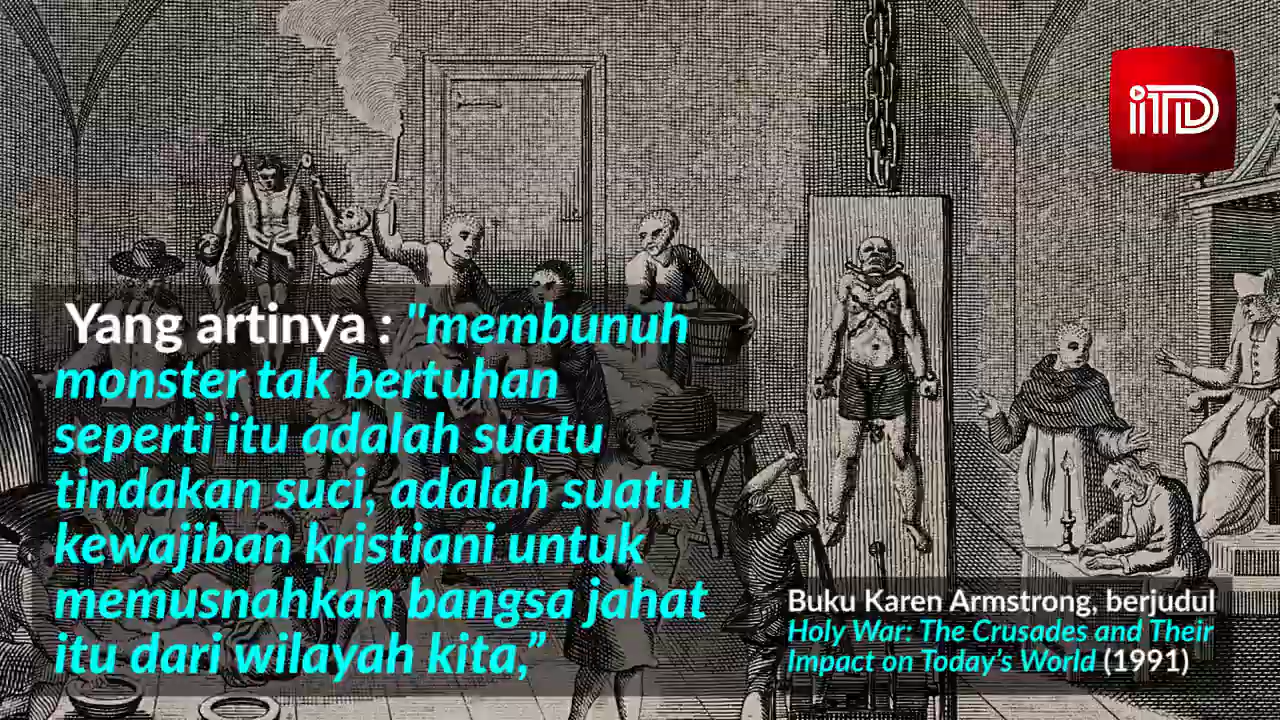 iTD
Yang artinya : "membunuh
monster tak bertuhan
seperti itu adalah suatu
tindakan suci, adalah suatu
kewajiban kristiani untuk
memusnahkan bangsa jahat
itu dari wilayah kita,”
Buku Karen Armstrong, berjudul
Holy War: The Crusades and Their
Impact on Today’s World (1991)